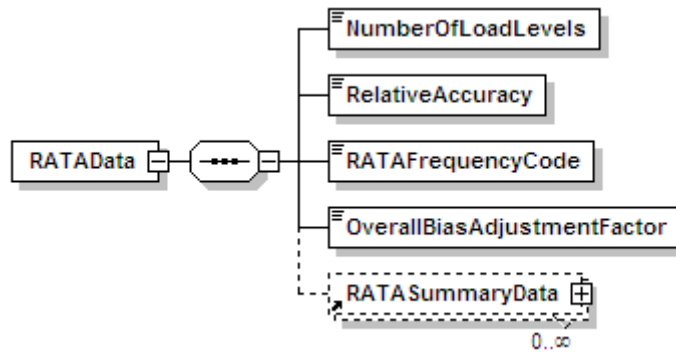 NumberOfLoadLevels
RelativeAccuracy
RATAData
RATAFrequencyCode
OverallBiasAdjustmentFactor
RATASummaryData
0..∞